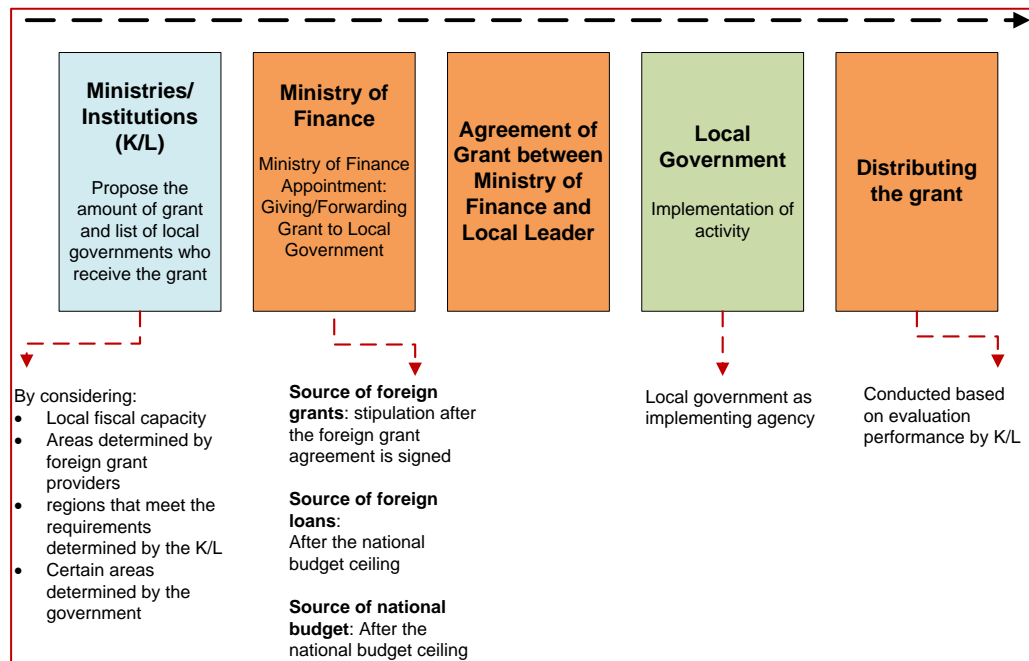 Ministries/
Institutions
(K/L)
Propose the
amount of grant
and list of local
governments who
receive the grant
Ministry of
Finance
Ministry of Finance
Appointment:
Giving/Forwarding
Grant to Local
Government
Agreement of
Grant between
Ministry of
Finance and
Local Leader
Local
Government
Implementation of
activity
Distributing
the grant
By considering:
• Local fiscal capacity
• Areas determined by
foreign grant
providers
• regions that meet the
requirements
determined by the K/L
• Certain areas
determined by the
government
Source of foreign
grants: stipulation after
the foreign grant
agreement is signed
Source of foreign
loans:
After the national
budget ceiling
Source of national
budget: After the
national budget ceiling
Local government as
implementing agency
Conducted based
on evaluation
performance by K/L